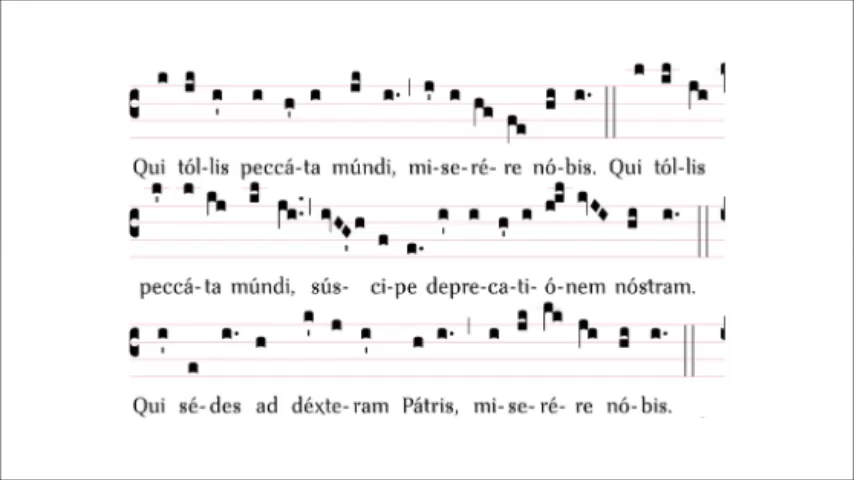 Qui tól-lis peccá-ta múndi, mi-se-ré- re nó-bis. Qui tól-lis
peccá-ta múndi, sús- ci-pe depre-ca-ti- ó-nem nóstram.
Qui sé-des ad déxte-ram Pátris, mi-se-ré- re nó-bis.